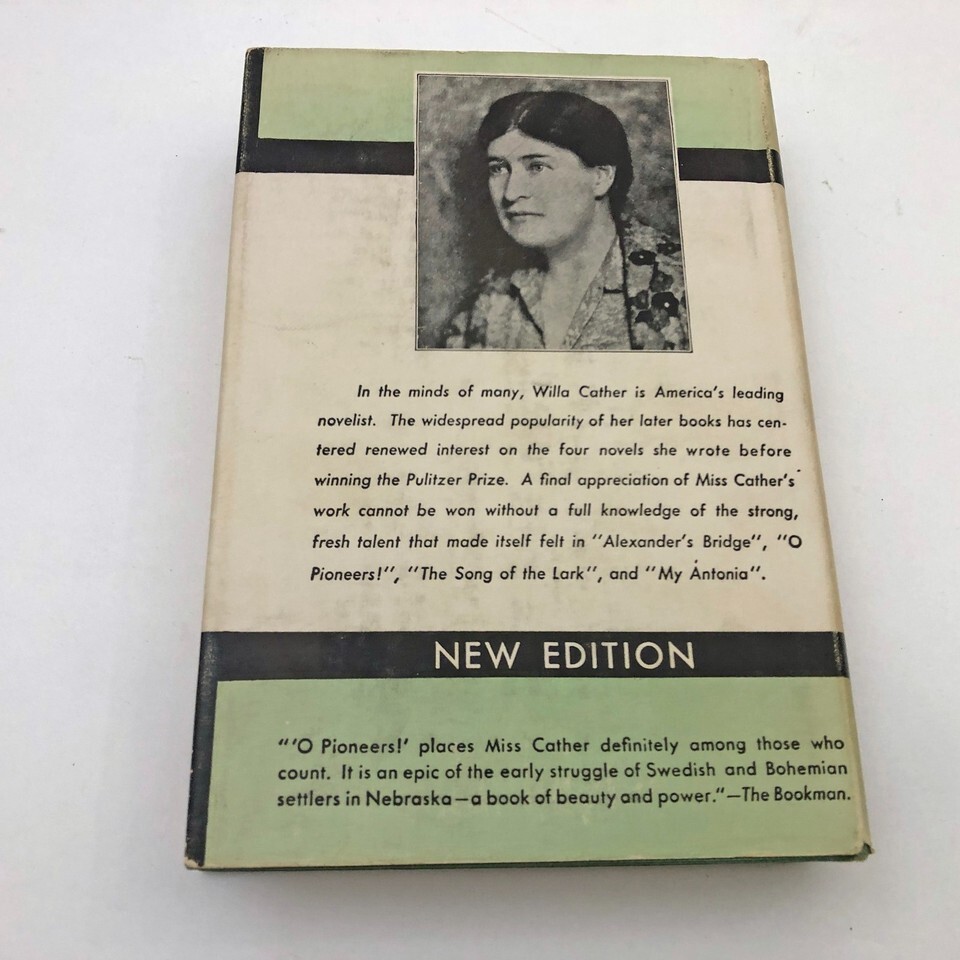 In the minds of many, Willa Cather is America's leading
novelist. The widespread popularity of her later books has cen-
tered renewed interest on the four novels she wrote before
winning the Pulitzer Prize. A final appreciation of Miss Cather's
work cannot be won without a full knowledge of the strong,
fresh talent that made itself felt in "Alexander's Bridge", "O
Pioneers!", "The Song of the Lark", and "My Ántonia".
NEW EDITION
"'O Pioneers!' places Miss Cather definitely among those who
count. It is an epic of the early struggle of Swedish and Bohemian
settlers in Nebraska—a book of beauty and power."—The Bookman.